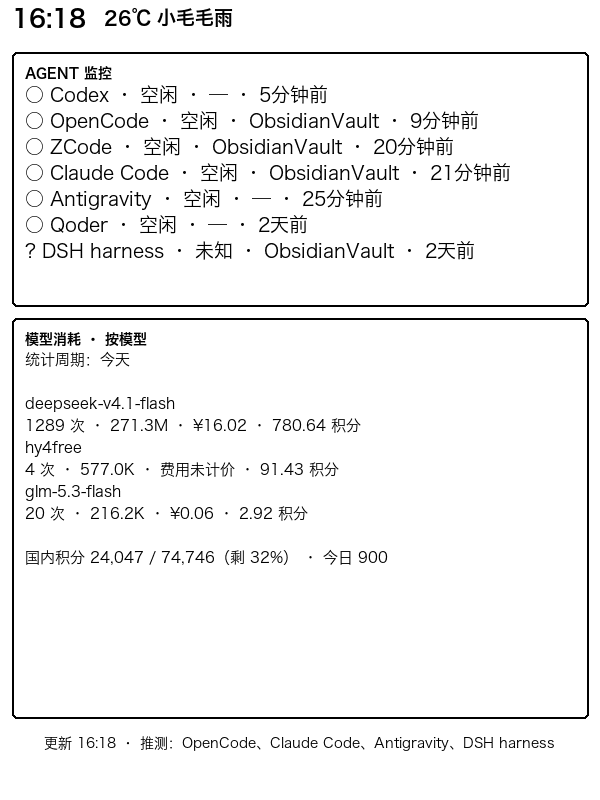 16:18 26℃ 小毛毛雨
AGENT 监控
○ Codex · 空闲 · — · 5分钟前
○ OpenCode · 空闲 · ObsidianVault · 9分钟前
○ ZCode · 空闲 · ObsidianVault · 20分钟前
○ Claude Code · 空闲 · ObsidianVault · 21分钟前
○ Antigravity · 空闲 · — · 25分钟前
○ Qoder · 空闲 · — · 2天前
? DSH harness · 未知 · ObsidianVault · 2天前
模型消耗 · 按模型
统计周期：今天
deepseek-v4.1-flash
1289 次 · 271.3M · ¥16.02 · 780.64 积分
hy4free
4 次 · 577.0K · 费用未计价 · 91.43 积分
glm-5.3-flash
20 次 · 216.2K · ¥0.06 · 2.92 积分
国内积分 24,047 / 74,746（剩 32%） · 今日 900
更新 16:18 · 推测：OpenCode、Claude Code、Antigravity、DSH harness